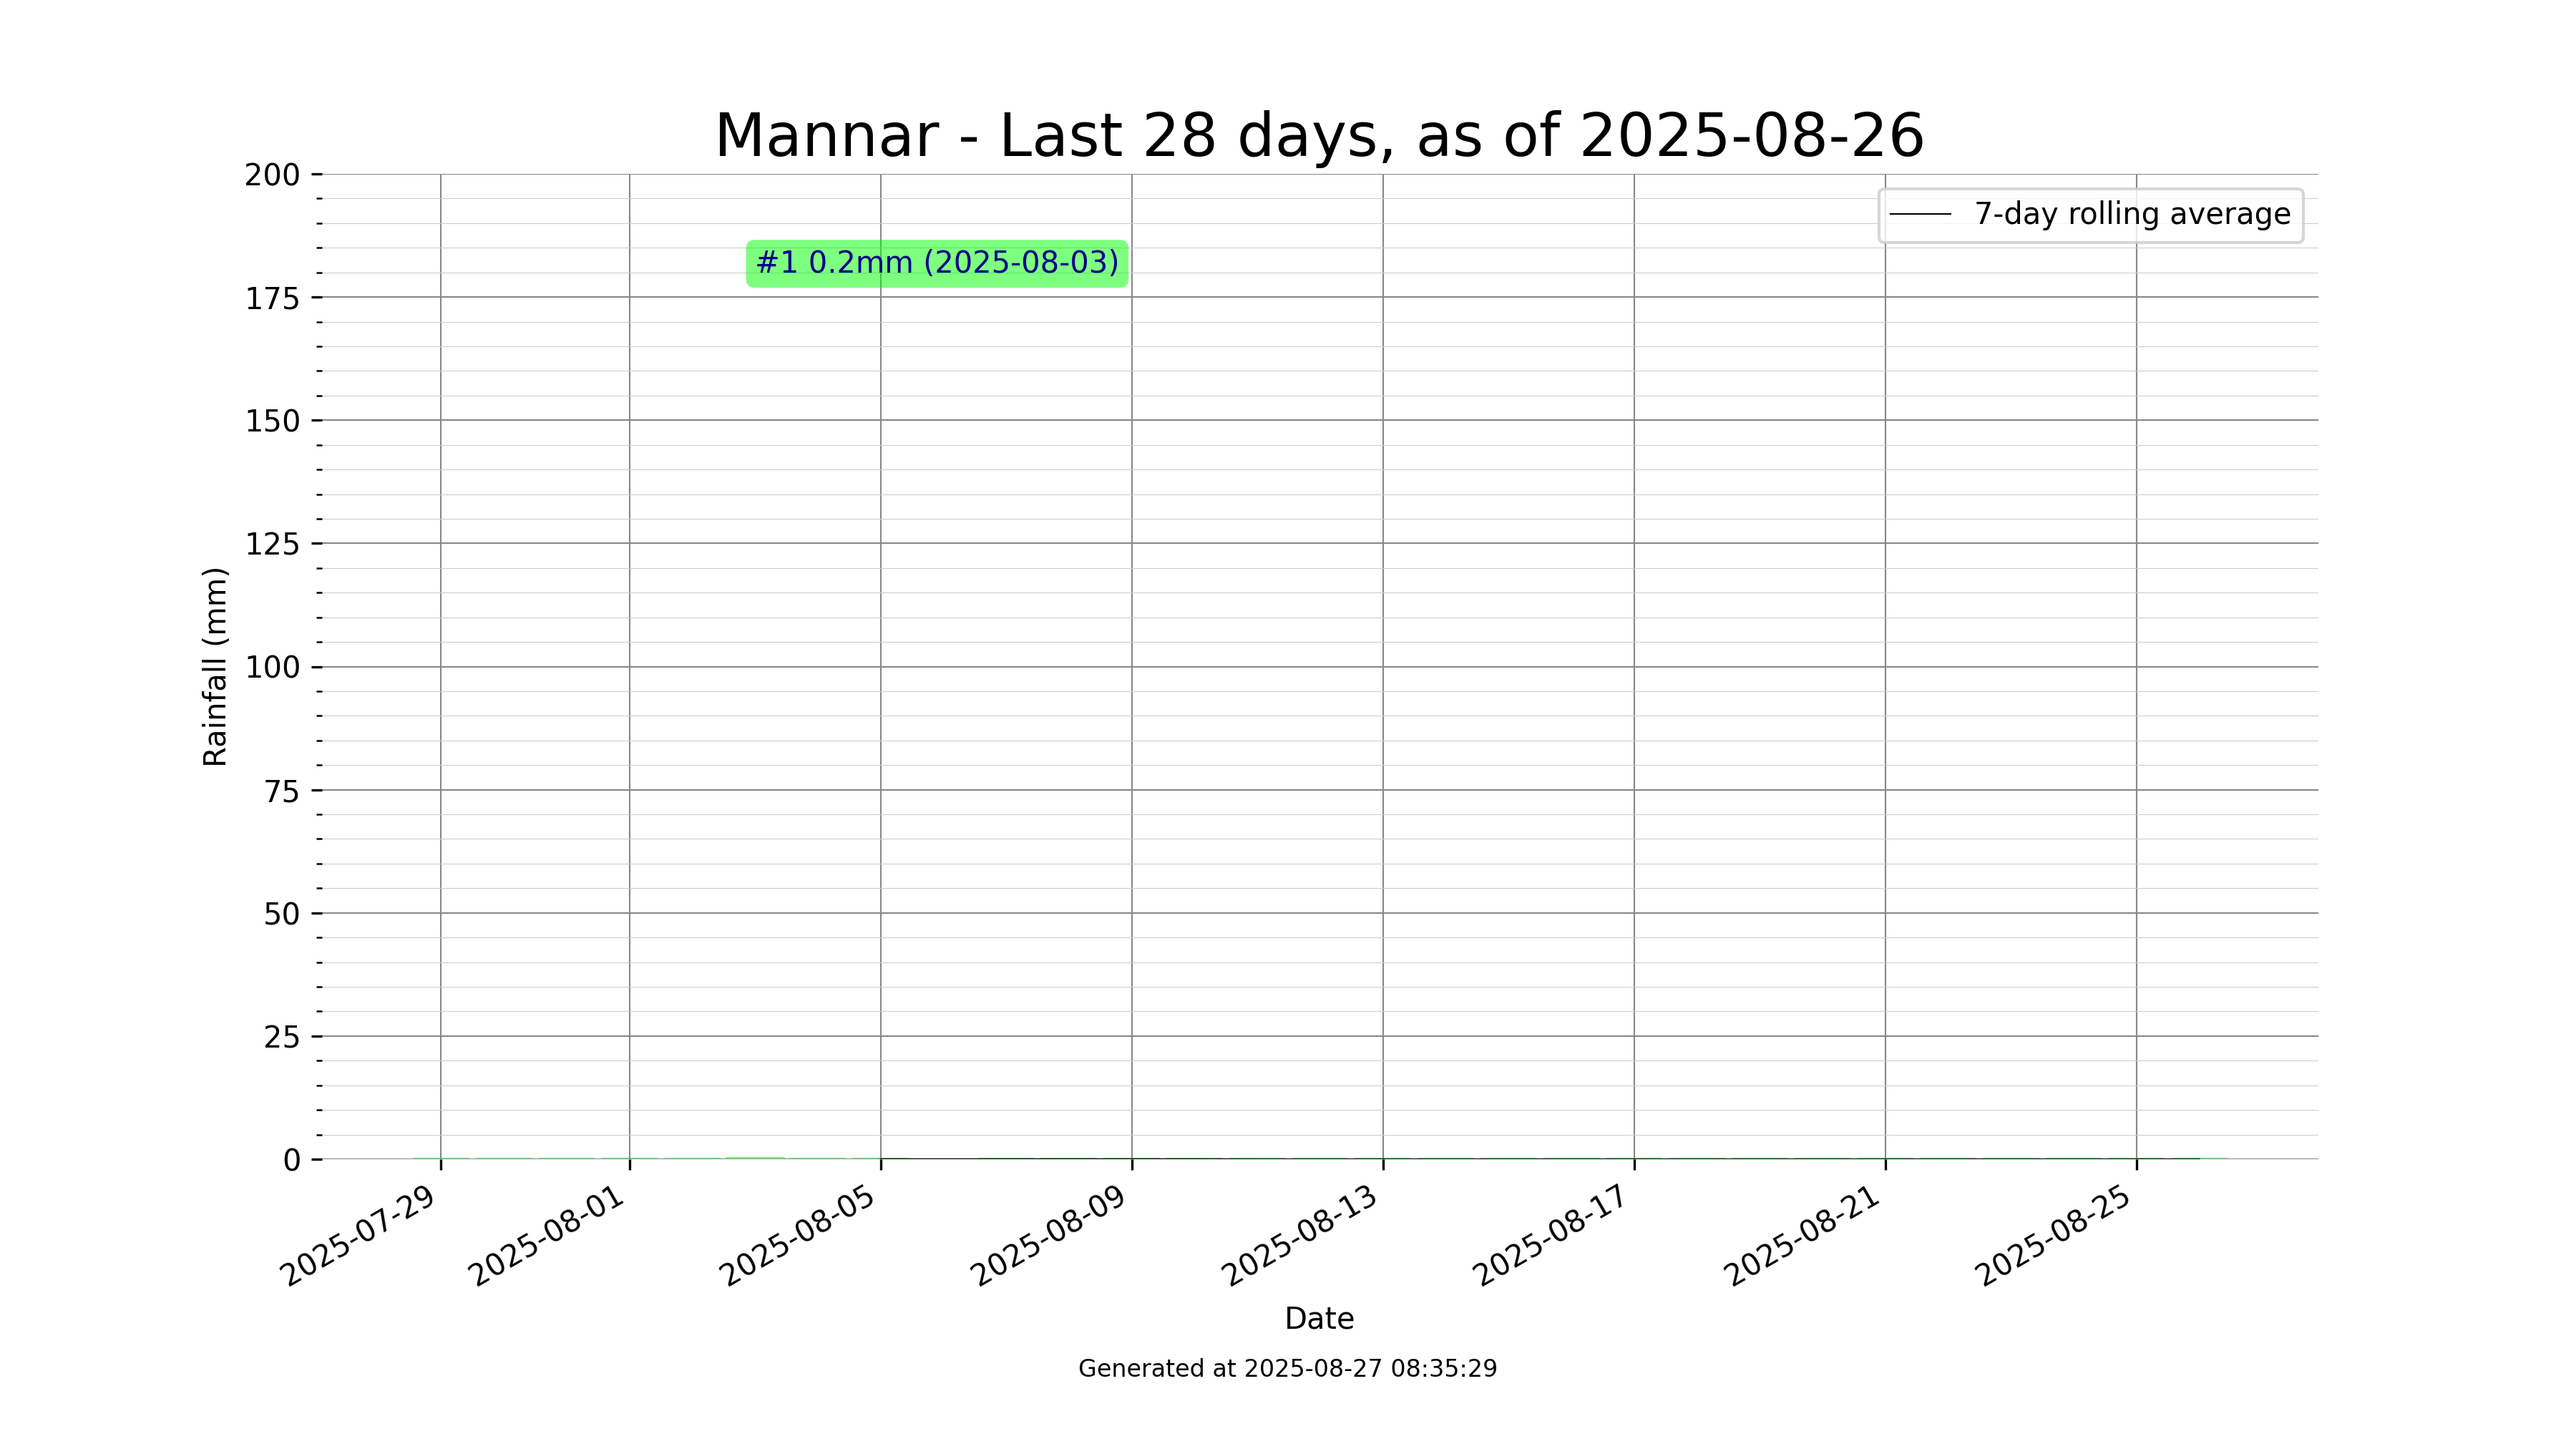 Mannar - Last 28 days, as of 2025-08-26
200
175
150
125
100
75
50
25
0
Rainfall (mm)
7-day rolling average
#1 0.2mm (2025-08-03)
2025-07-29
2025-08-01
2025-08-05
2025-08-09
2025-08-13
2025-08-17
2025-08-21
2025-08-25
Date
Generated at 2025-08-27 08:35:29